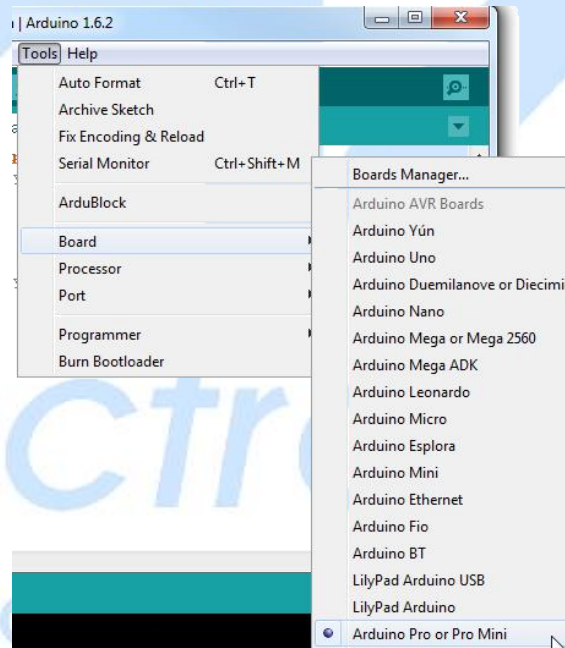 | Arduino 1.6.2
Tools Help
Auto Format Ctrl+T
Archive Sketch
Fix Encoding & Reload
Serial Monitor Ctrl+Shift+M
ArduBlock
Board
Processor
Port
Programmer
Burn Bootloader
Boards Manager...
Arduino AVR Boards
Arduino Yún
Arduino Uno
Arduino Duemilanove or Diecimi
Arduino Nano
Arduino Mega or Mega 2560
Arduino Mega ADK
Arduino Leonardo
Arduino Micro
Arduino Esplora
Arduino Mini
Arduino Ethernet
Arduino Fio
Arduino BT
LilyPad Arduino USB
LilyPad Arduino
Arduino Pro or Pro Mini